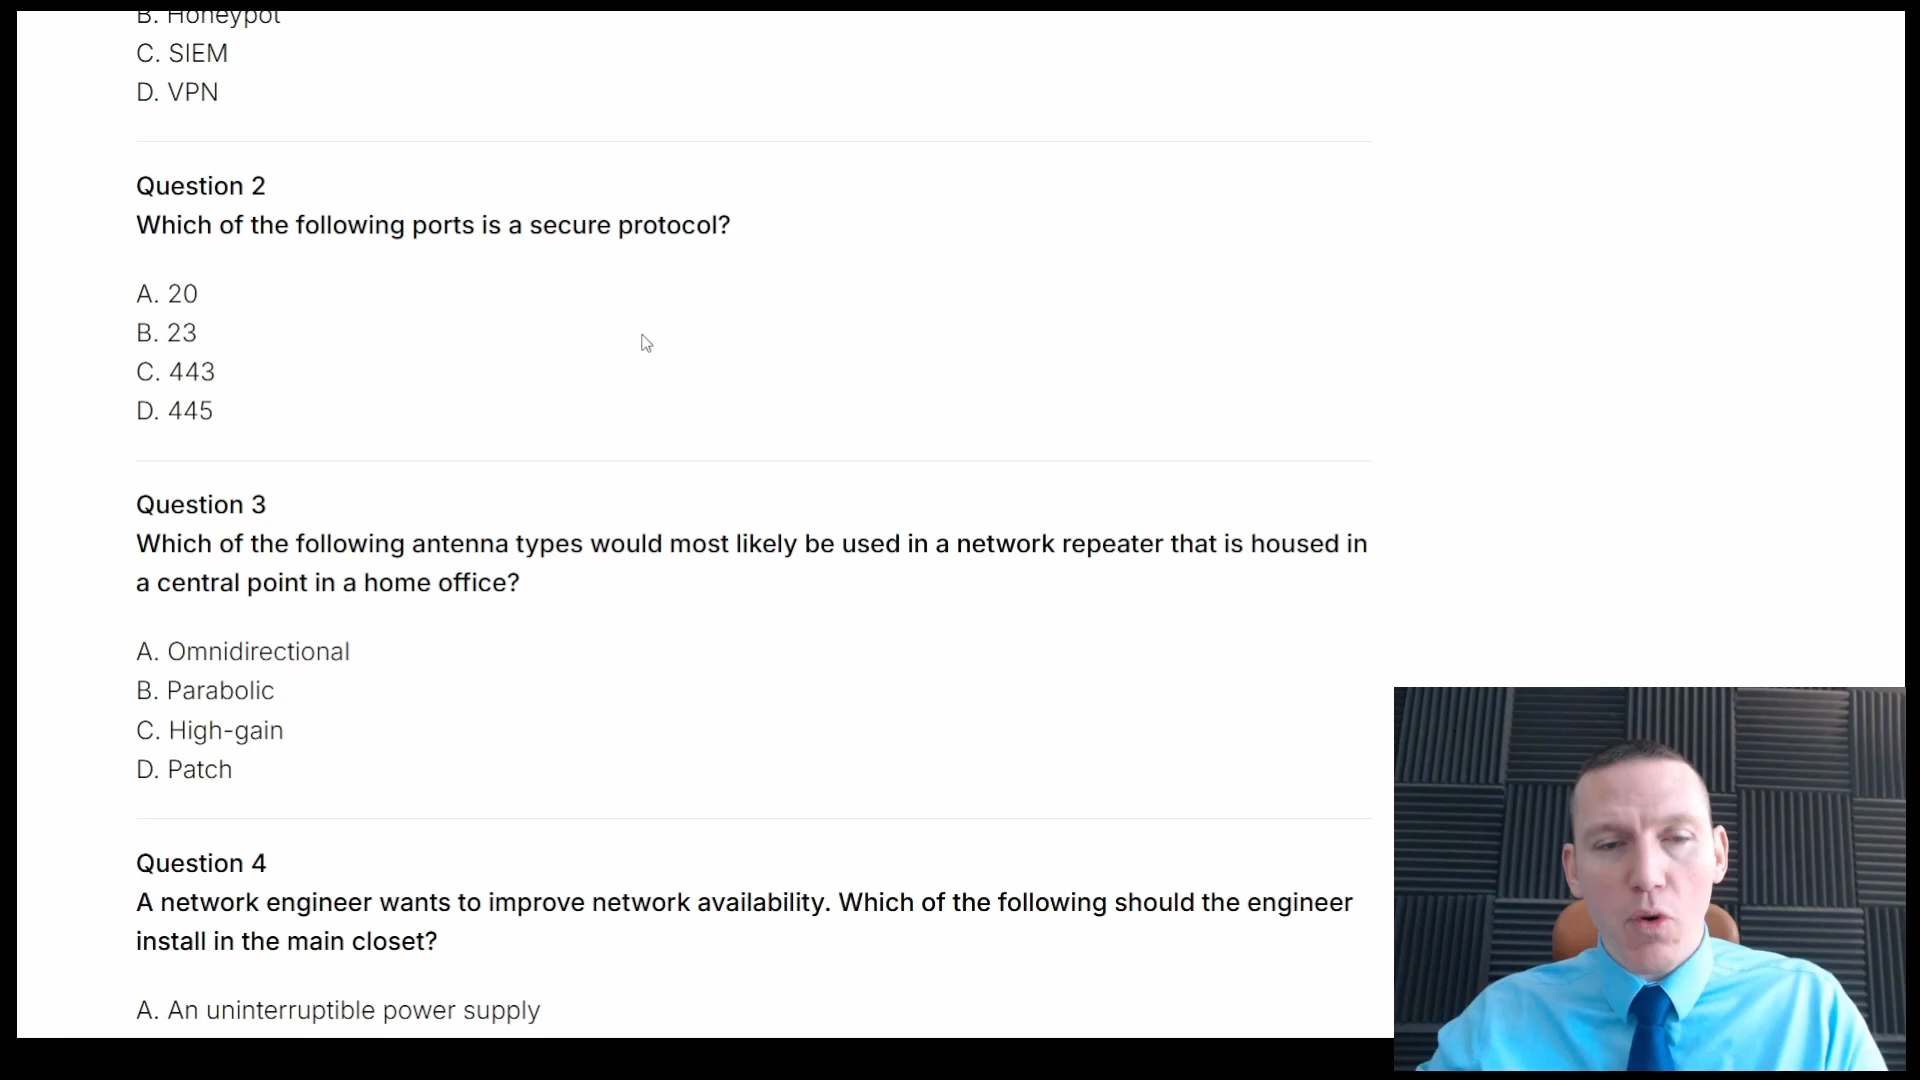 B. Honeypot
C. SIEM
D. VPN
Question 2
Which of the following ports is a secure protocol?
A. 20
B. 23
C. 443
D. 445
Question 3
Which of the following antenna types would most likely be used in a network repeater that is housed in
a central point in a home office?
A. Omnidirectional
B. Parabolic
C. High-gain
D. Patch
Question 4
A network engineer wants to improve network availability. Which of the following should the engineer
install in the main closet?
A. An uninterruptible power supply